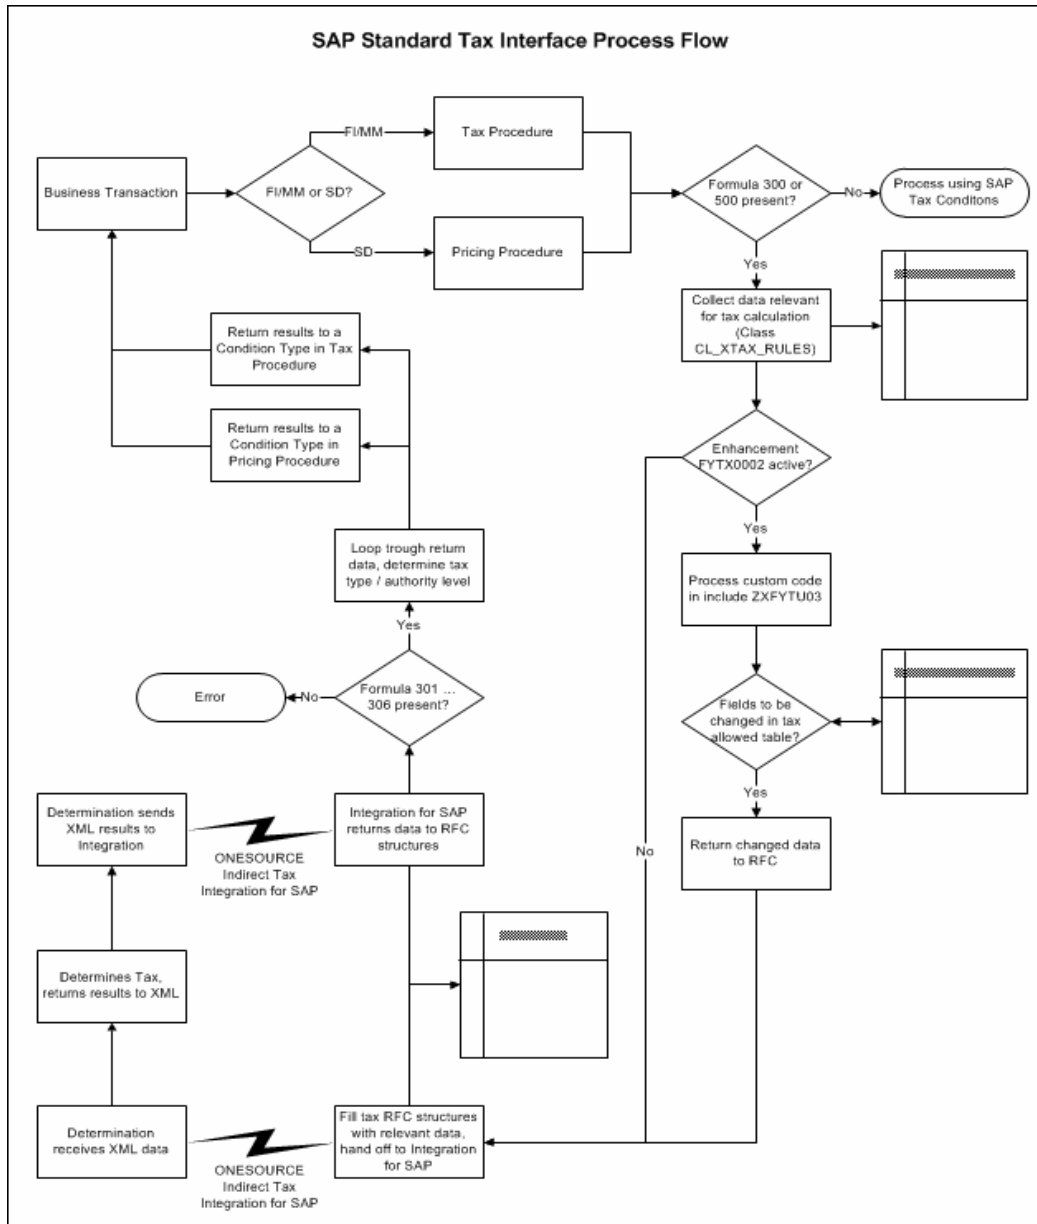 SAP Standard Tax Interface Process Flow
FI/MM
Tax Procedure
Business Transaction
FI/MM or SD?
SD
Pricing Procedure
Formula 300 or
500 present?
No
Process using SAP
Tax Conditons
Yes
Collect data relevant
for tax calculation
(Class
CL_XTAX_RULES)
Return results to a
Condition Type in Tax
Procedure
Return results to a
Condition Type in
Pricing Procedure
Enhancement
FYTX0002 active?
Yes
Loop trough return
data, determine tax
type / authority level
Process custom code
in include ZXFYTU03
Yes
Error
No
Formula 301 ...
306 present?
Fields to be
changed in tax
allowed table?
Yes
Determination sends
XML results to
Integration
ONESOURCE
Indirect Tax
Integration for SAP
Integration for SAP
returns data to RFC
structures
No
Return changed data
to RFC
Determines Tax,
returns results to XML
Determination
receives XML data
ONESOURCE
Indirect Tax
Integration for SAP
Fill tax RFC structures
with relevant data,
hand off to Integration
for SAP